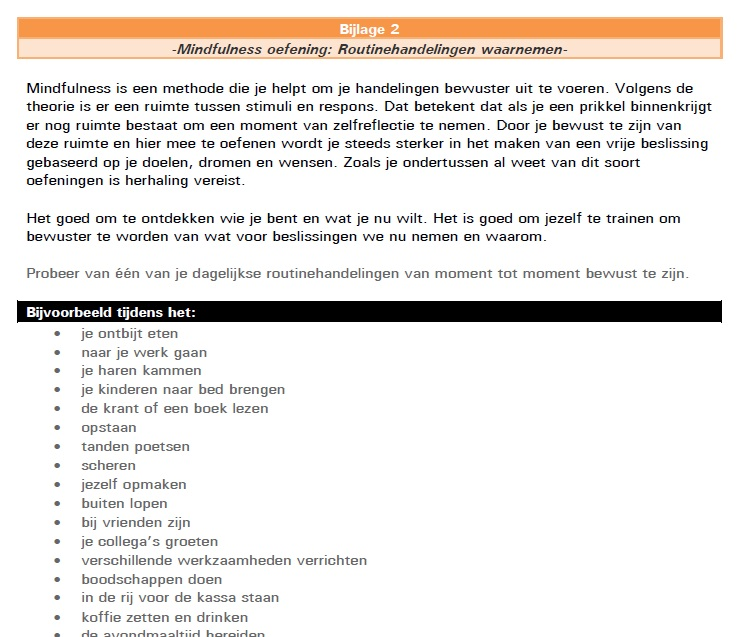 Bijlage 2
-Mindfulness oefening: Routinehandelingen waarnemen-
Mindfulness is een methode die je helpt om je handelingen bewuster uit te voeren. Volgens de
theorie is er een ruimte tussen stimuli en respons. Dat betekent dat als je een prikkel binnenkrijgt
er nog ruimte bestaat om een moment van zelfreflectie te nemen. Door je bewust te zijn van
deze ruimte en hier mee te oefenen wordt je steeds sterker in het maken van een vrije beslissing
gebaseerd op je doelen, dromen en wensen. Zoals je ondertussen al weet van dit soort
oefeningen is herhaling vereist.
Het goed om te ontdekken wie je bent en wat je nu wilt. Het is goed om jezelf te trainen om
bewuster te worden van wat voor beslissingen we nu nemen en waarom.
Probeer van één van je dagelijkse routinehandelingen van moment tot moment bewust te zijn.
Bijvoorbeeld tijdens het:
• je ontbijt eten
• naar je werk gaan
• je haren kammen
• je kinderen naar bed brengen
• de krant of een boek lezen
• opstaan
• tanden poetsen
• scheren
• jezelf opmaken
• buiten lopen
• bij vrienden zijn
• je collega's groeten
• verschillende werkzaamheden verrichten
• boodschappen doen
• in de rij voor de kassa staan
• koffie zetten en drinken
• de avondmaaltijd bereiden